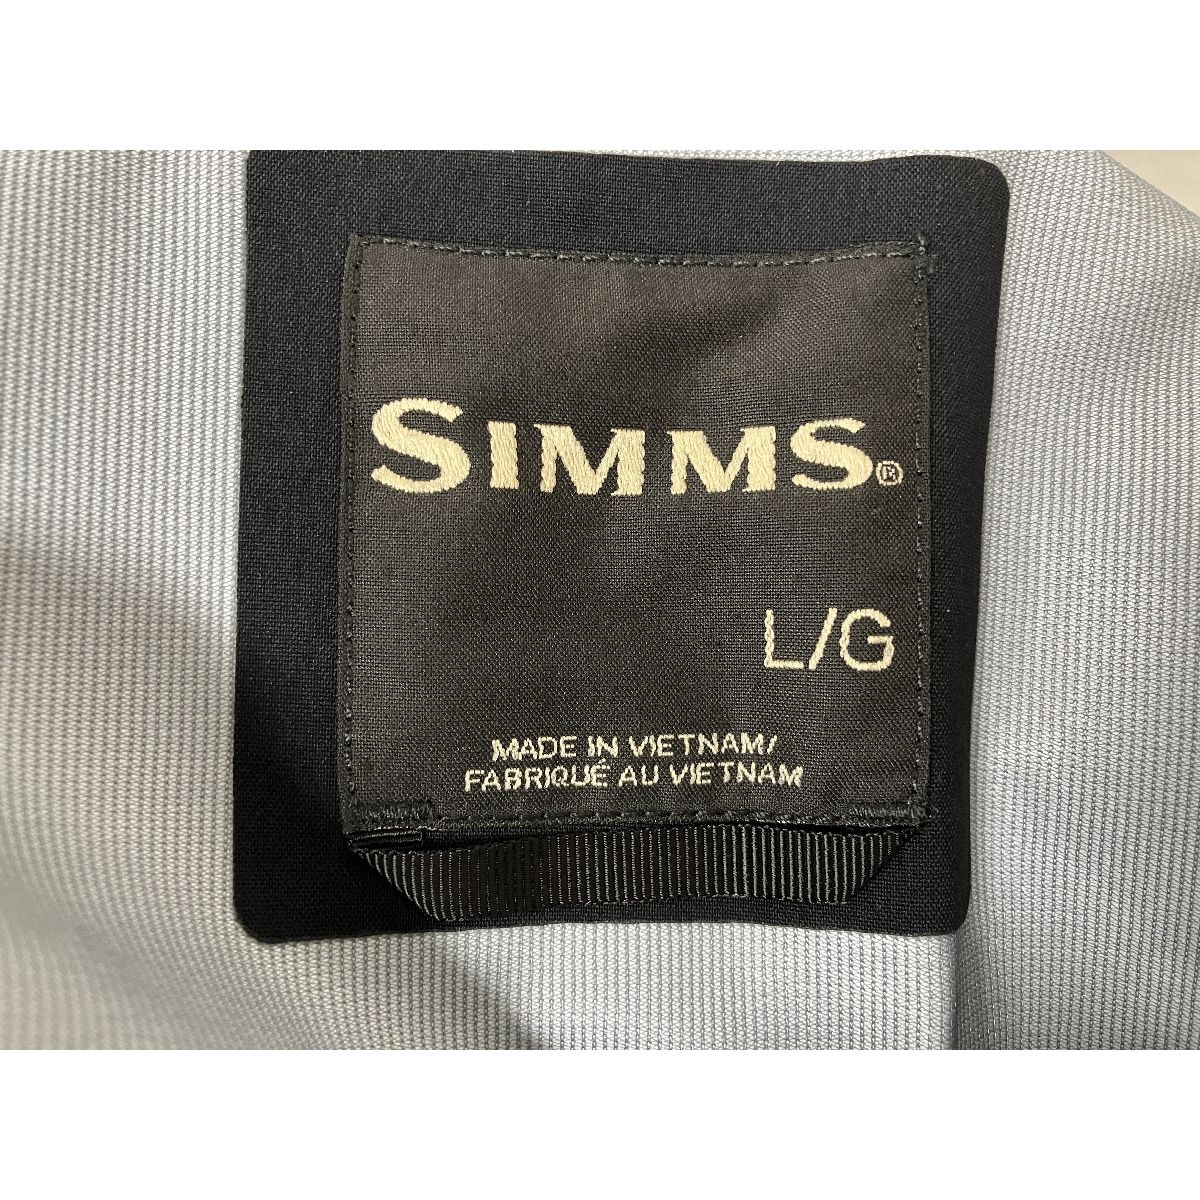 SIMMS®
L/G
MADE IN VIETNAM/
FABRIQUÉ AU VIETNAM